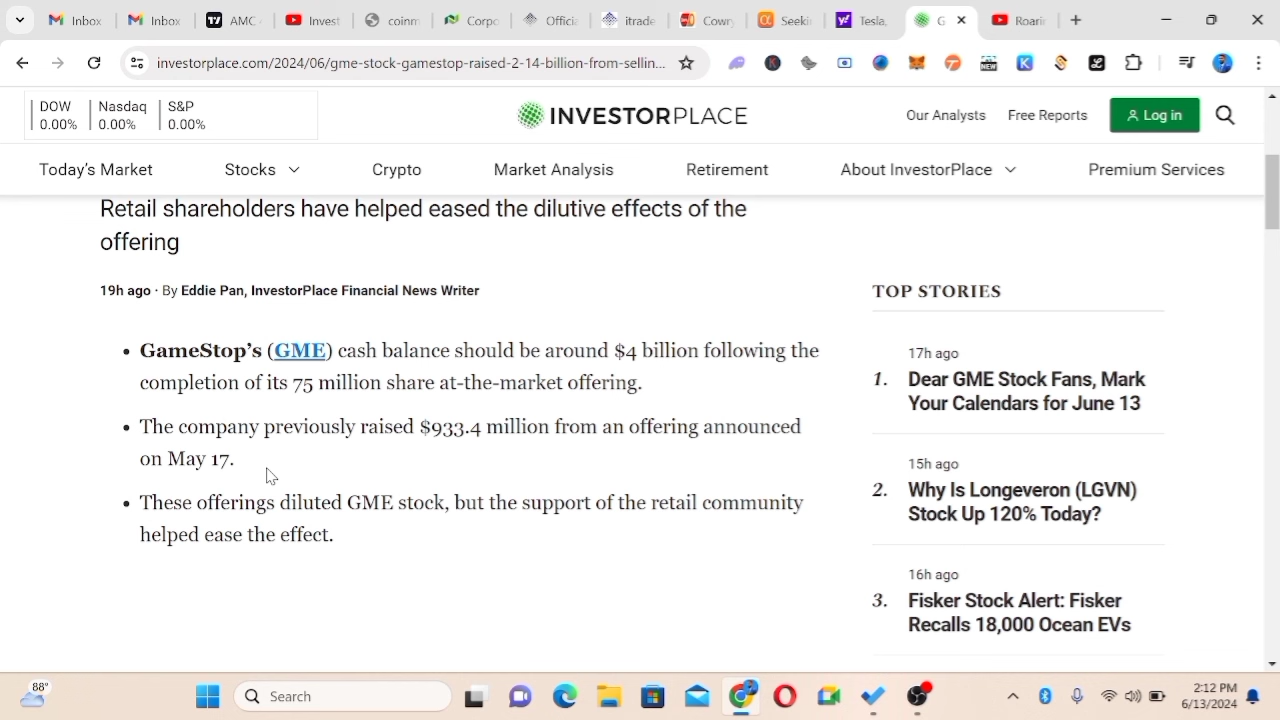 Inbox
Inbox
AMC
Invest
coinm
Corpo
Officia
itrade
Cowry
Seekin
Tesla,
G
Roarin
investorplace.com/2024/06/gme-stock-gamestop-raised-2-14-billion-from-sellin...
NEW
DOW
0.00%
Nasdaq
0.00%
S&P
0.00%
INVESTORPLACE
Our Analysts
Free Reports
Log in
Today's Market
Stocks
Crypto
Market Analysis
Retirement
About InvestorPlace
Premium Services
Retail shareholders have helped eased the dilutive effects of the
offering
19h ago · By Eddie Pan, InvestorPlace Financial News Writer
• GameStop's (GME) cash balance should be around $4 billion following the
completion of its 75 million share at-the-market offering.
• The company previously raised $933.4 million from an offering announced
on May 17.
• These offerings diluted GME stock, but the support of the retail community
helped ease the effect.
TOP STORIES
17h ago
1. Dear GME Stock Fans, Mark
Your Calendars for June 13
15h ago
2. Why Is Longeveron (LGVN)
Stock Up 120% Today?
16h ago
3. Fisker Stock Alert: Fisker
Recalls 18,000 Ocean EVs
88°
Search
2:12 PM
6/13/2024